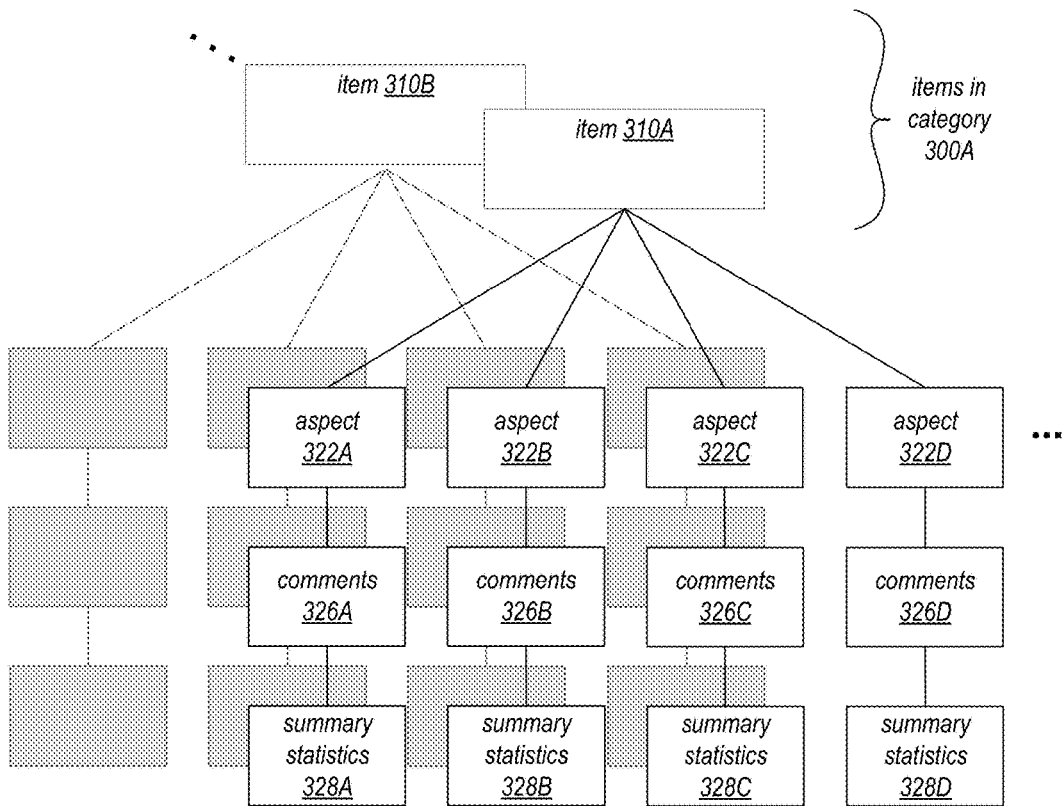 item 310B
item 310A
items in
category
300A
aspect
322A
aspect
322B
aspect
322C
aspect
322D
comments
326A
comments
326B
comments
326C
comments
326D
summary
statistics
328A
summary
statistics
328B
summary
statistics
328C
summary
statistics
328D